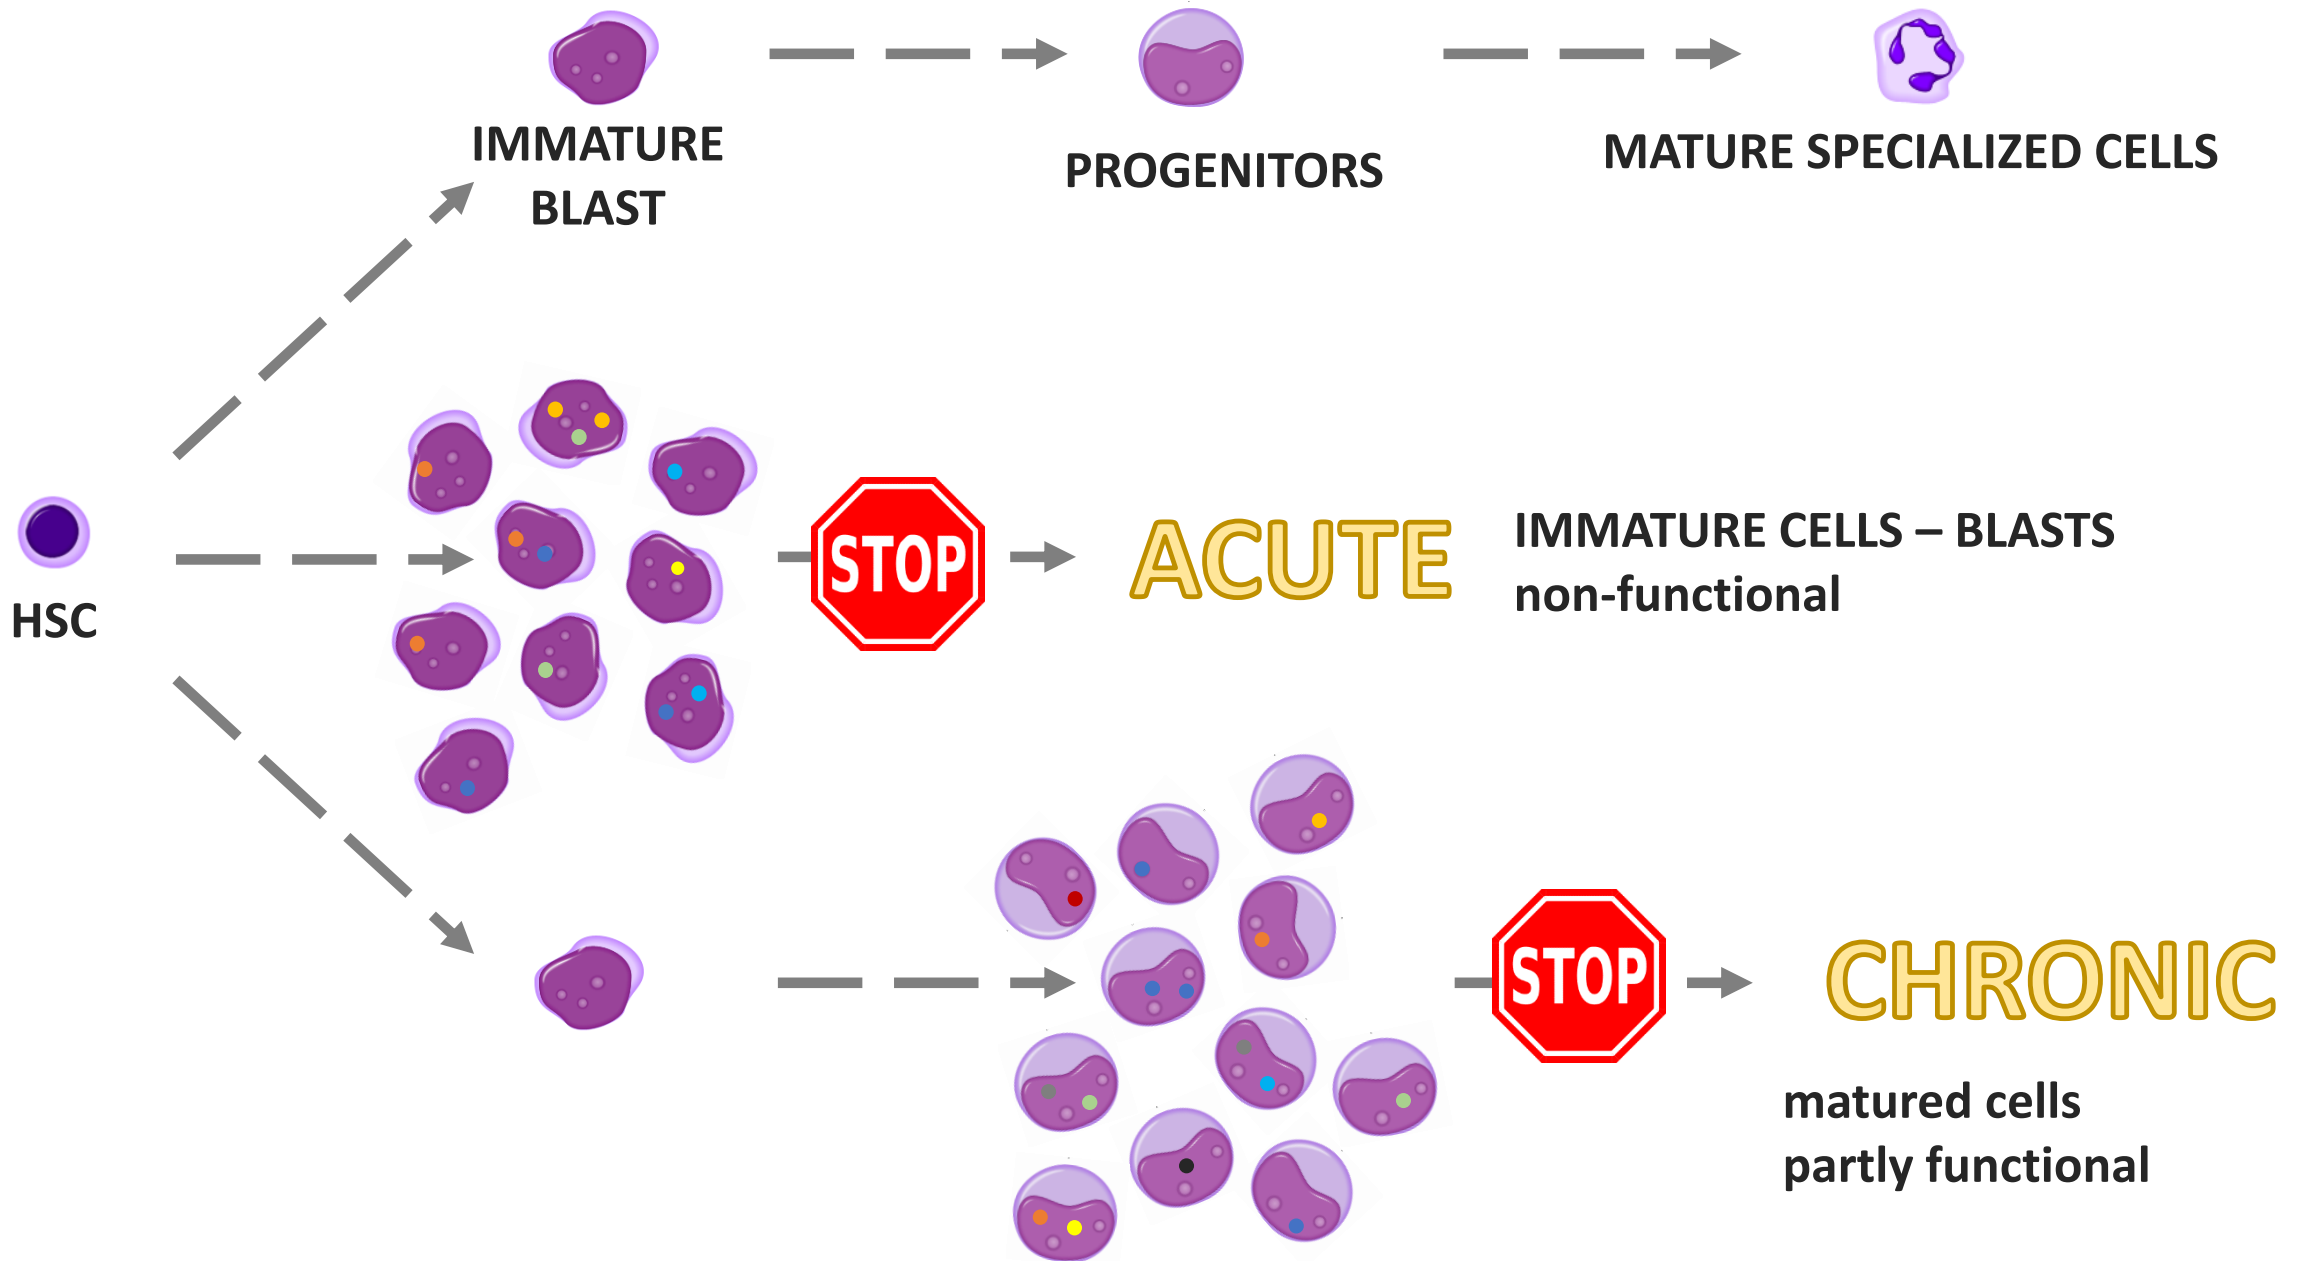 IMMATURE
BLAST
PROGENITORS
MATURE SPECIALIZED CELLS
HSC
STOP
ACUTE
IMMATURE CELLS – BLASTS
non-functional
STOP
CHRONIC
matured cells
partly functional